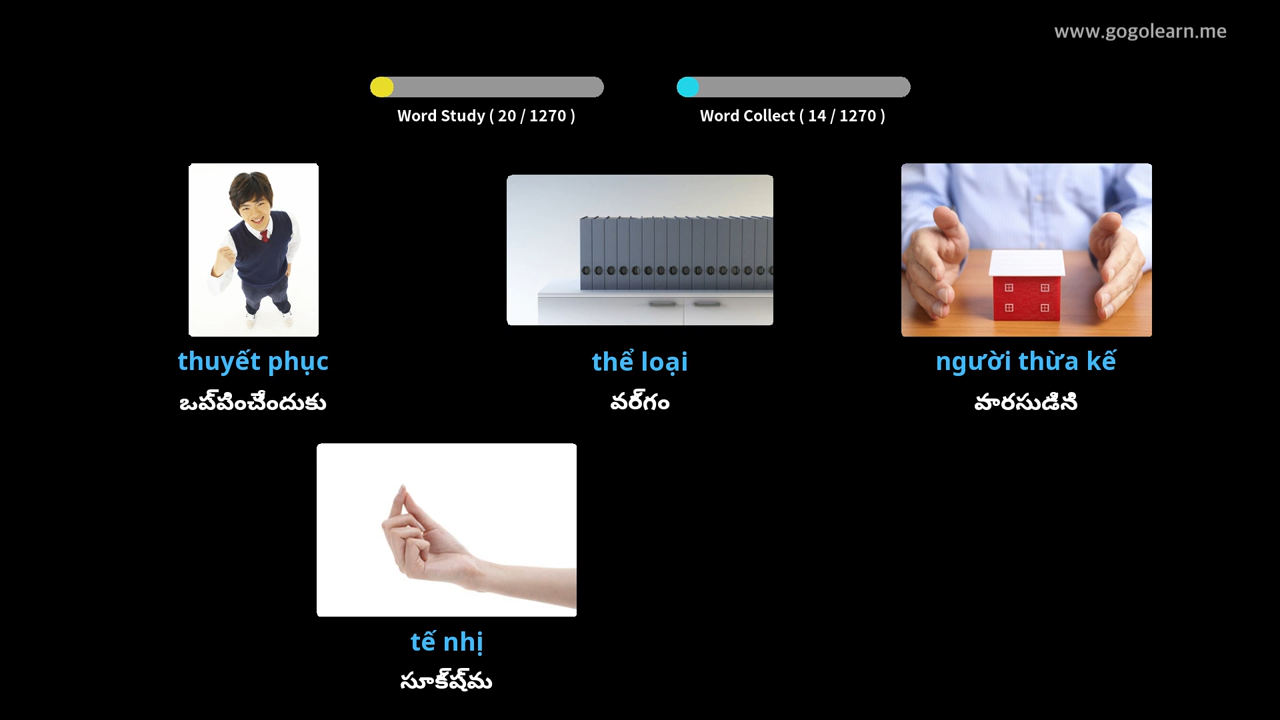 www.gogolearn.me
Word Study ( 20 / 1270 )
Word Collect ( 14 / 1270 )
thuyết phục
thể loại
người thừa kế
ఒప్పించేందుకు
వర్గం
వారసుడిని
tế nhị
సూక్ష్మ